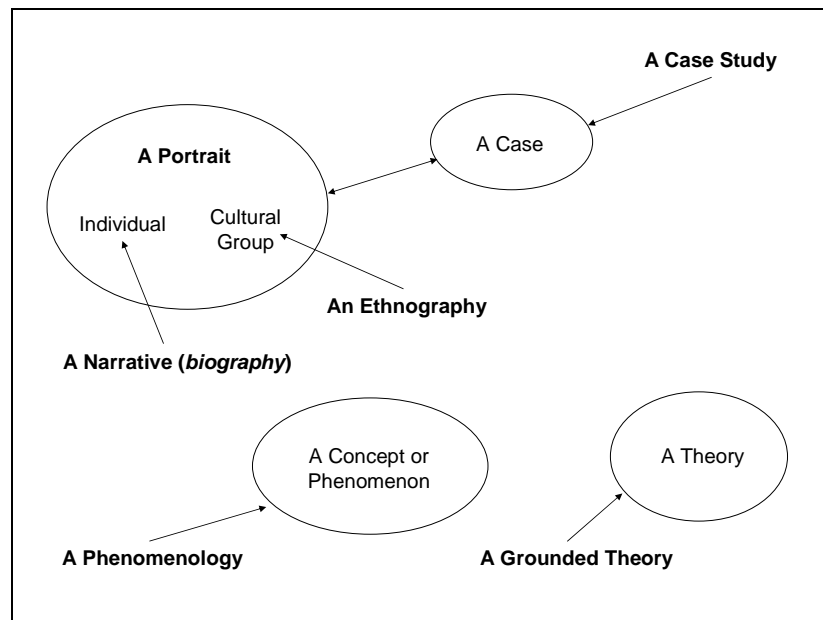 A Case Study
A Case
A Portrait
Individual
Cultural
Group
An Ethnography
A Narrative (biography)
A Concept or
Phenomenon
A Theory
A Phenomenology
A Grounded Theory